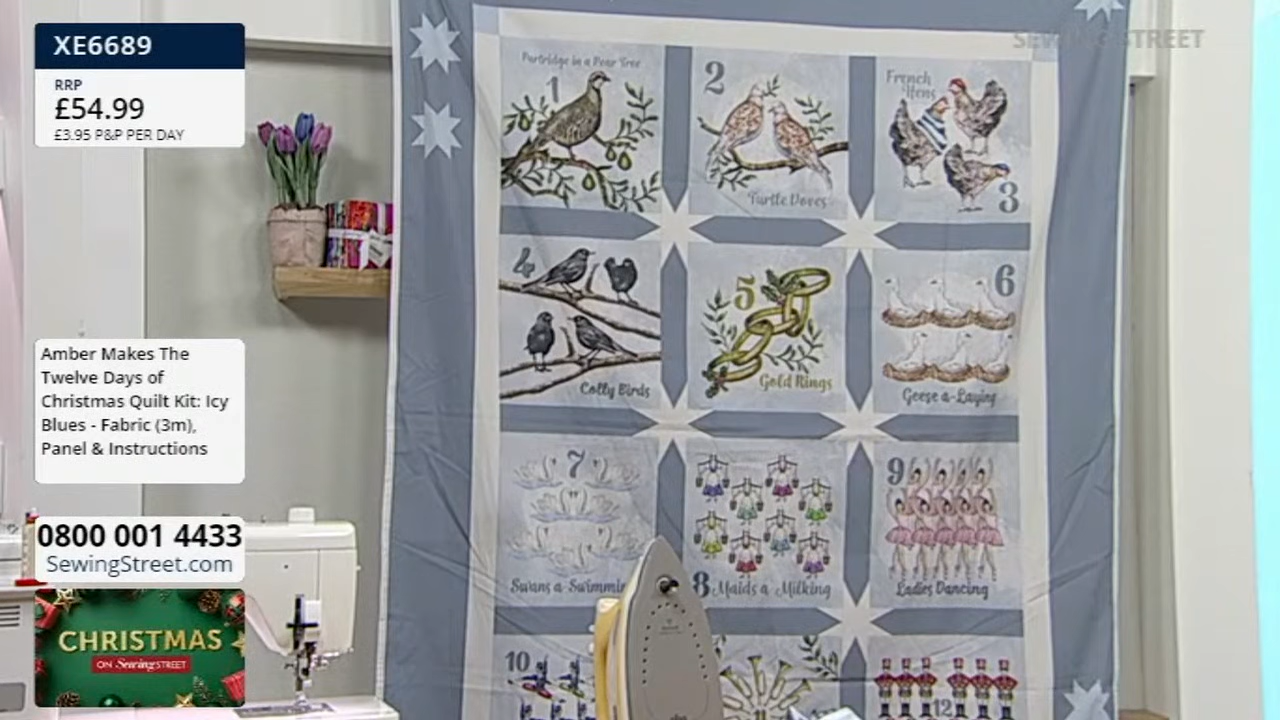 XE6689
RRP
£54.99
£3.95 P&P PER DAY
Amber Makes The
Twelve Days of
Christmas Quilt Kit: Icy
Blues - Fabric (3m),
Panel & Instructions
0800 001 4433
SewingStreet.com
CHRISTMAS
ON SewingSTREET
SEWING STREET
Partridge in a Pear Tree
1
2
Turtle Doves
French
Hens
3
4
Colly Birds
5
Gold Rings
6
Geese a-Laying
7
Swans a-Swimmin
8 Maids a Milking
9
Ladies Dancing
10
12